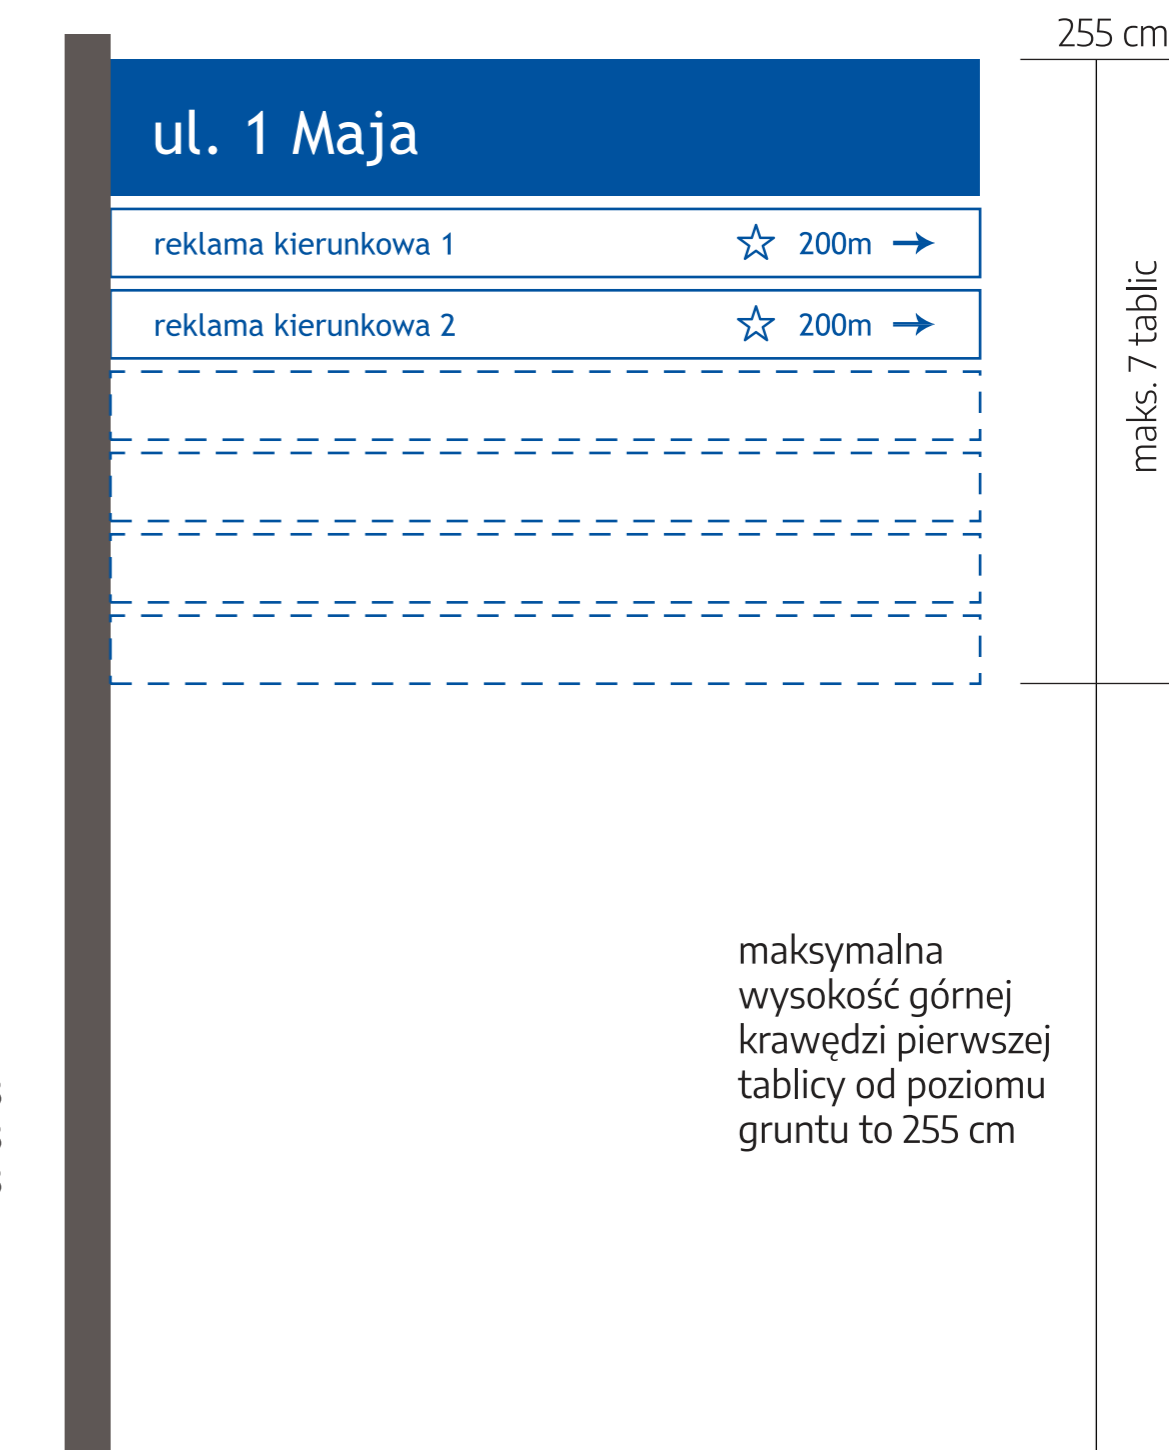 255 cm
ul. 1 Maja
reklama kierunkowa 1 200m
reklama kierunkowa 2 200m
maks. 7 tablic
maksymalna
wysokość górnej
krawędzi pierwszej
tablicy od poziomu
gruntu to 255 cm